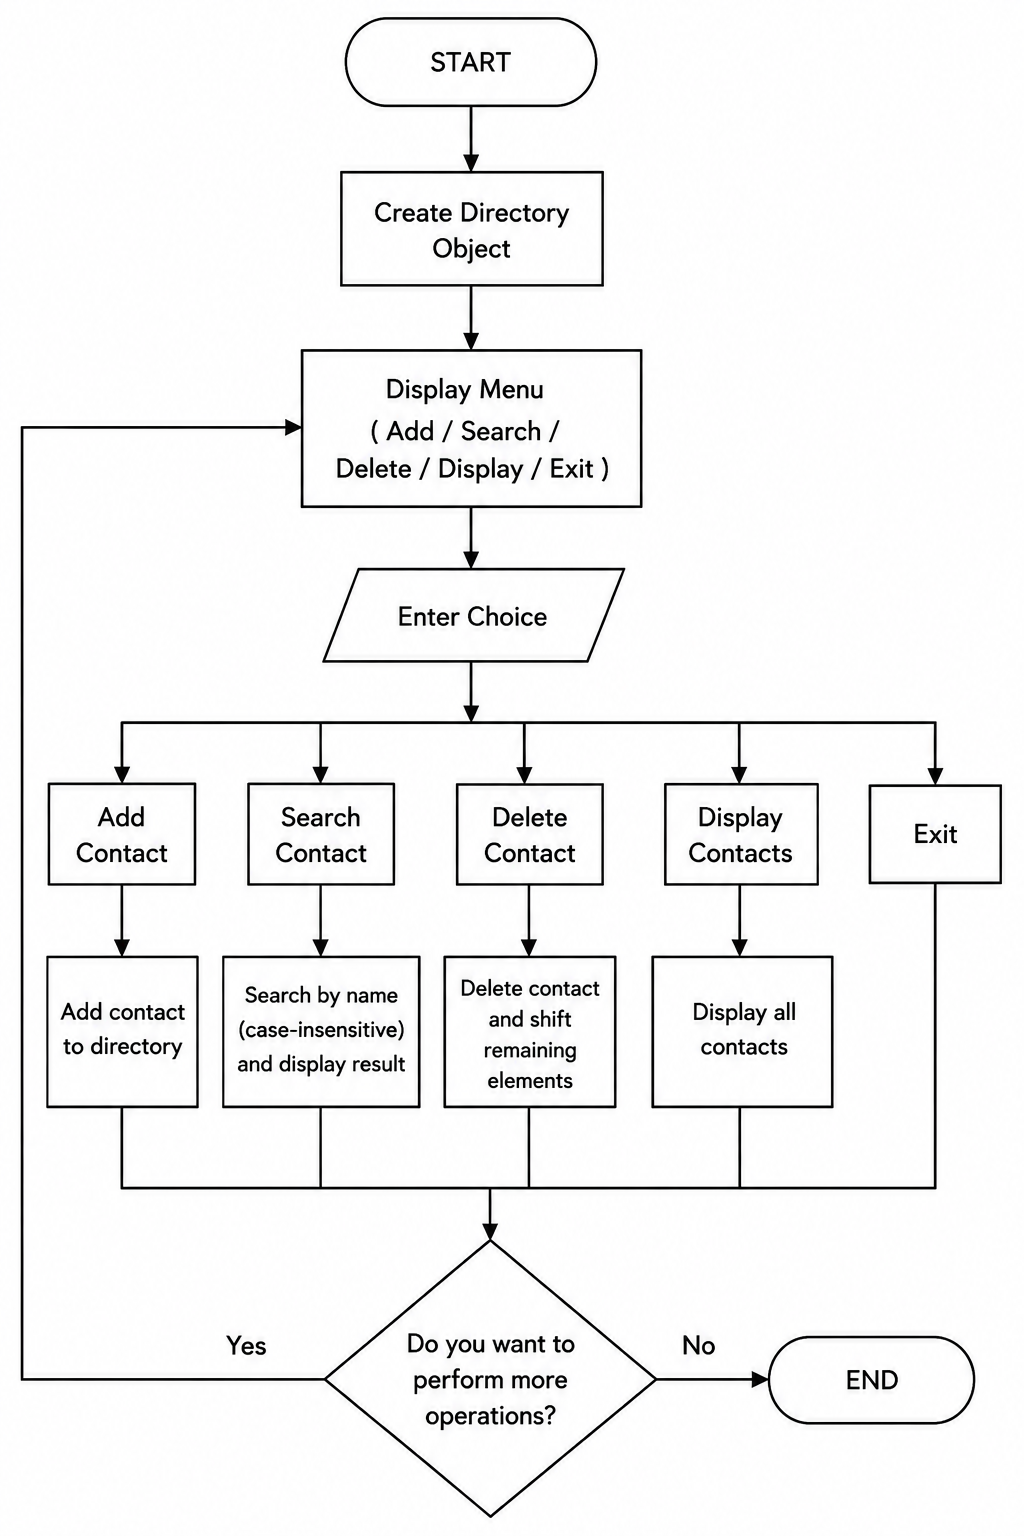 START
Create Directory
Object
Display Menu
( Add / Search /
Delete / Display / Exit )
Enter Choice
Add
Contact
Search
Contact
Delete
Contact
Display
Contacts
Exit
Add contact
to directory
Search by name
(case-insensitive)
and display result
Delete contact
and shift
remaining
elements
Display all
contacts
Yes
Do you want to
perform more
operations?
No
END